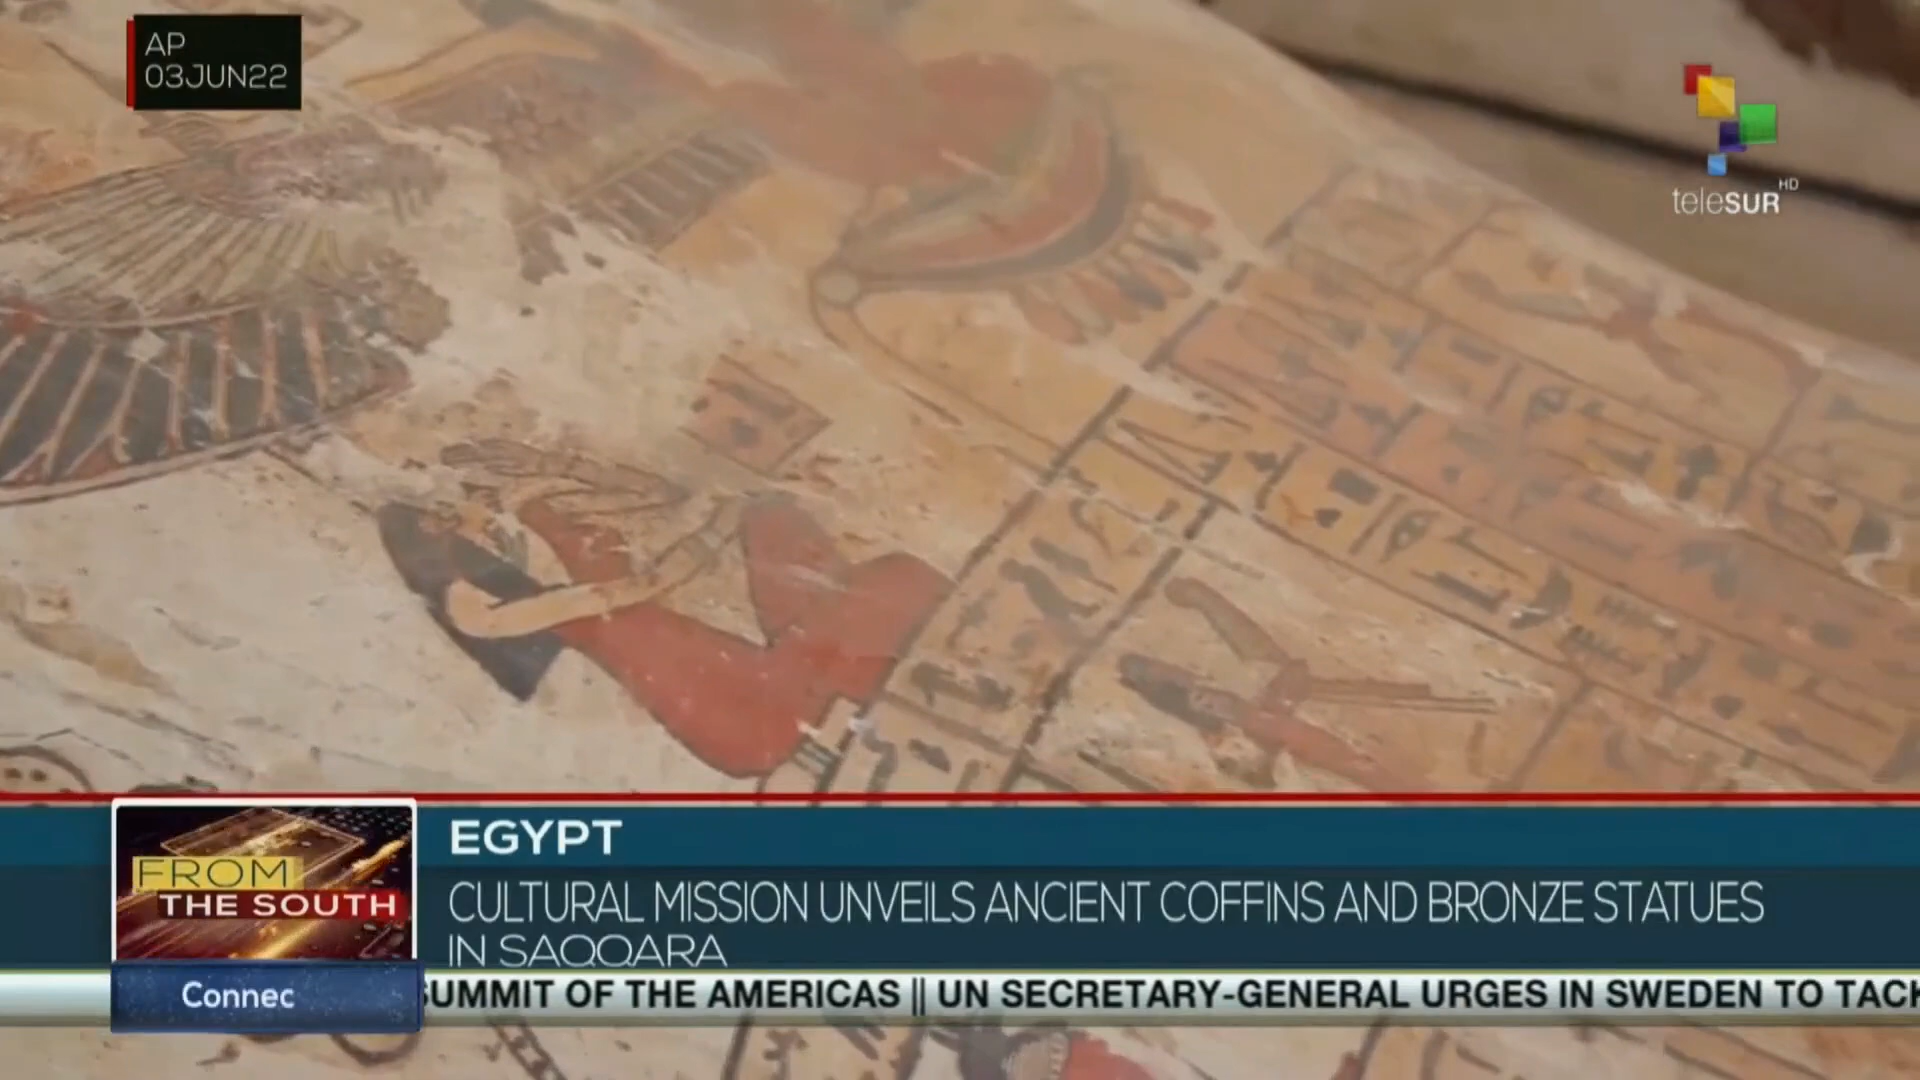 AP
03JUN22
teleSUR HD
EGYPT
CULTURAL MISSION UNVEILS ANCIENT COFFINS AND BRONZE STATUES
IN SAQQARA
FROM
THE SOUTH
Connec
SUMMIT OF THE AMERICAS || UN SECRETARY-GENERAL URGES IN SWEDEN TO TACK